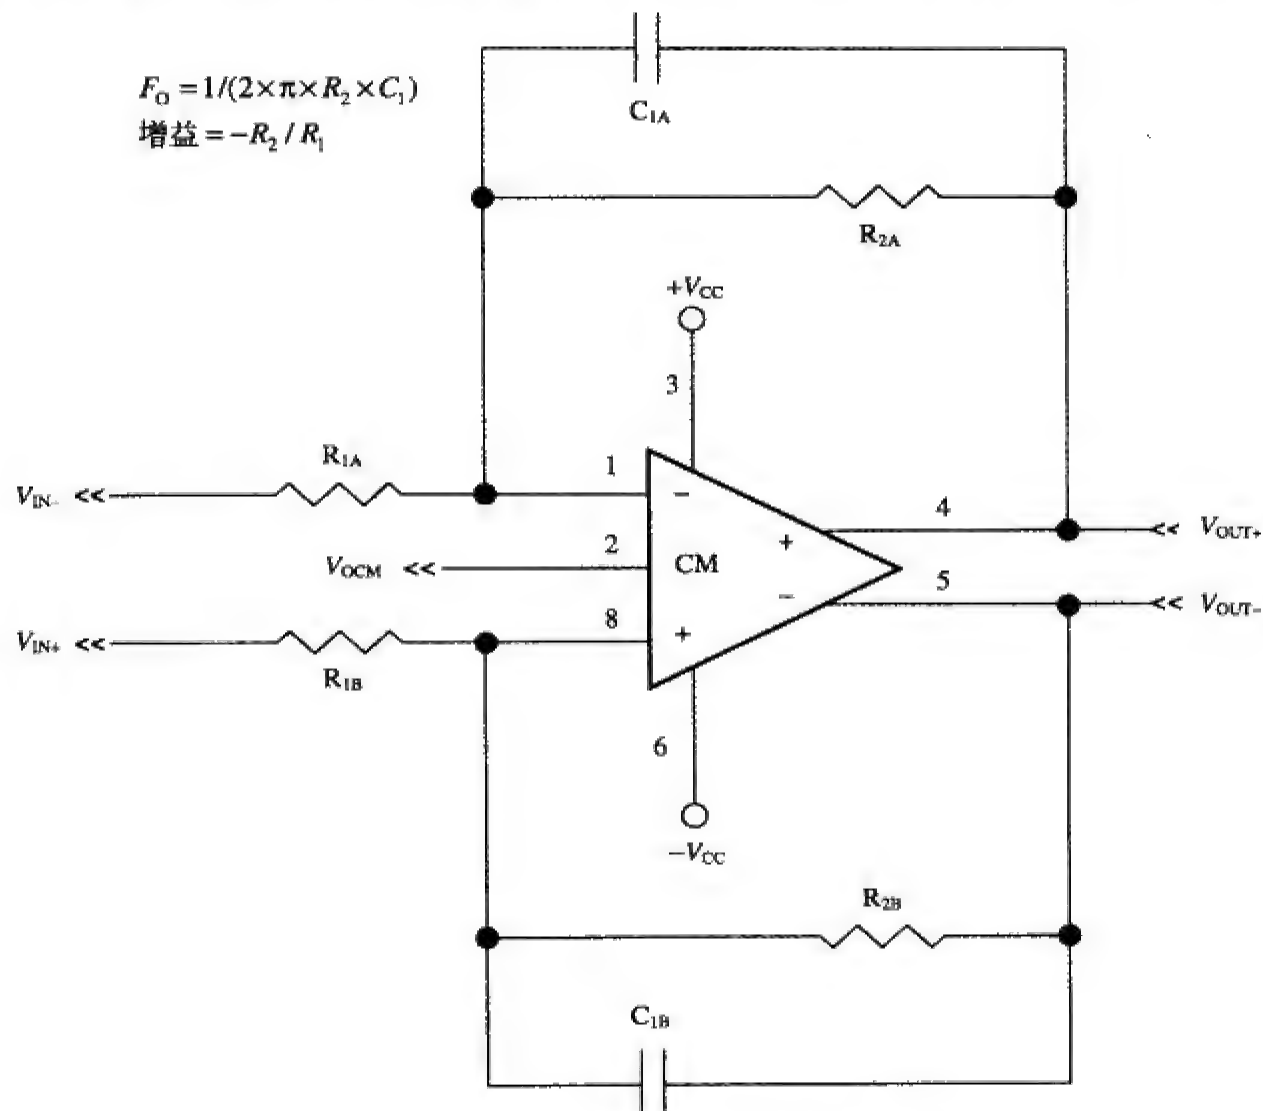 F_O = 1/(2×π×R_2×C_1)
增益 = −R_2 / R_1
C_1A
R_2A
+V_CC
3
R_1A
1
V_IN− <<
−
4
<< V_OUT+
+
2
V_OCM <<
CM
5
−
<< V_OUT−
8
V_IN+ <<
+
R_1B
6
−V_CC
R_2B
C_1B